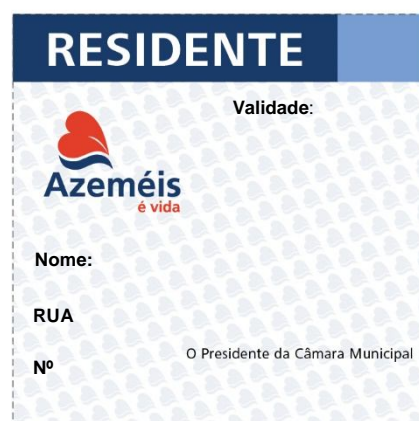 RESIDENTE
Validade:
Azeméis
é vida
Nome:
RUA
O Presidente da Câmara Municipal
Nº